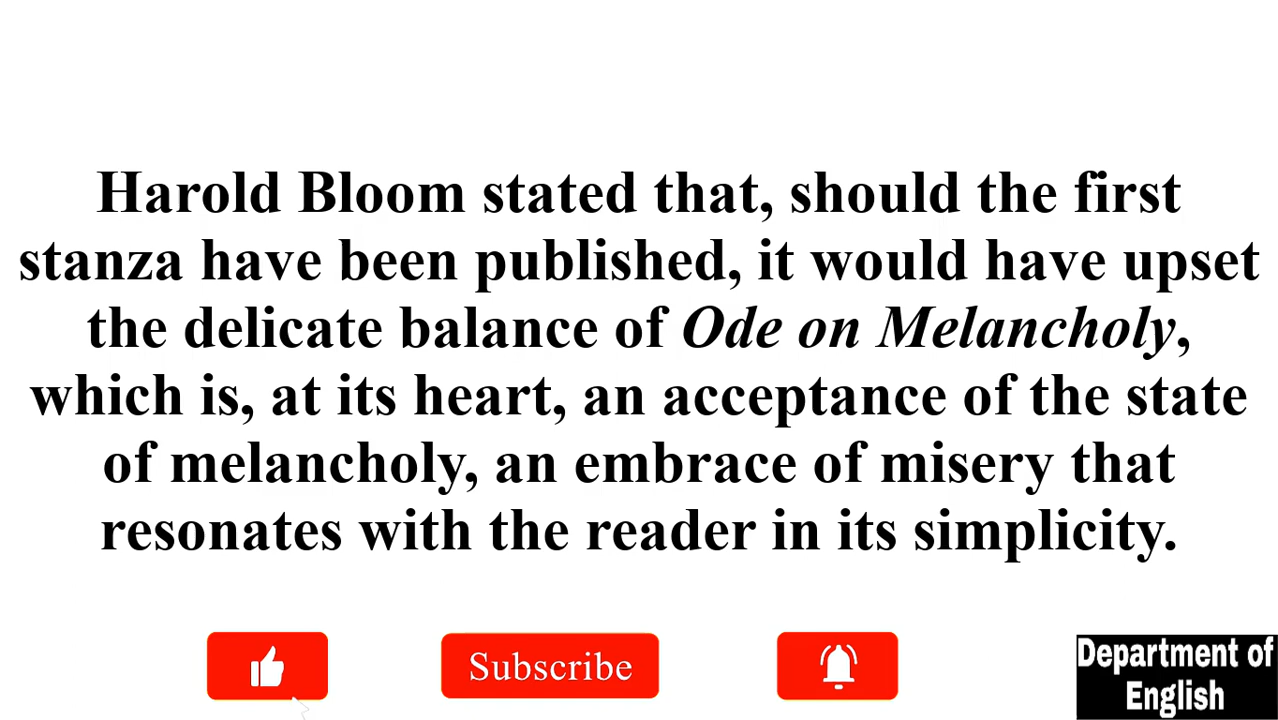 Harold Bloom stated that, should the first
stanza have been published, it would have upset
the delicate balance of Ode on Melancholy,
which is, at its heart, an acceptance of the state
of melancholy, an embrace of misery that
resonates with the reader in its simplicity.
Subscribe
Department of
English